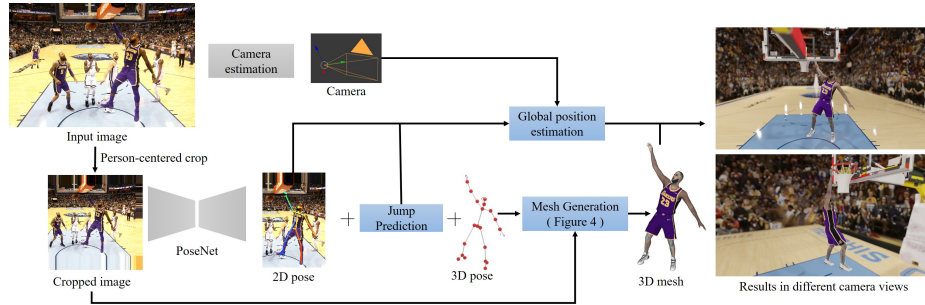 Input image
Person-centered crop
Cropped image
PoseNet
Camera
estimation
Camera
2D pose
+
Jump
Prediction
+
3D pose
Global position
estimation
Mesh Generation
( Figure 4 )
23
3D mesh
Results in different camera views